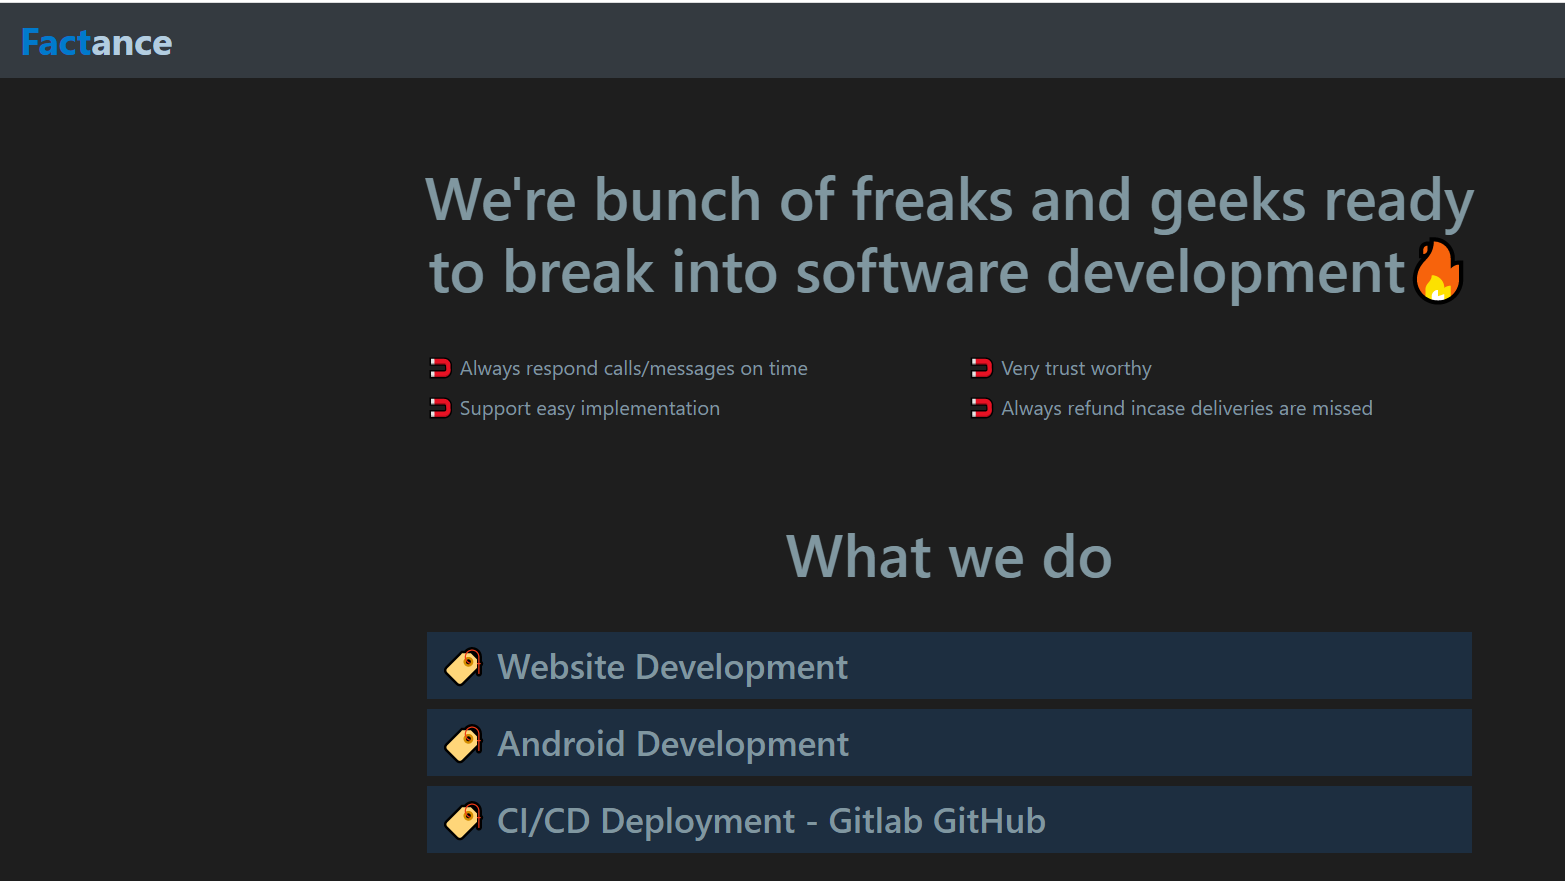 Factance
We're bunch of freaks and geeks ready
to break into software development🔥
Always respond calls/messages on time
Very trust worthy
Support easy implementation
Always refund incase deliveries are missed
What we do
Website Development
Android Development
CI/CD Deployment - Gitlab GitHub